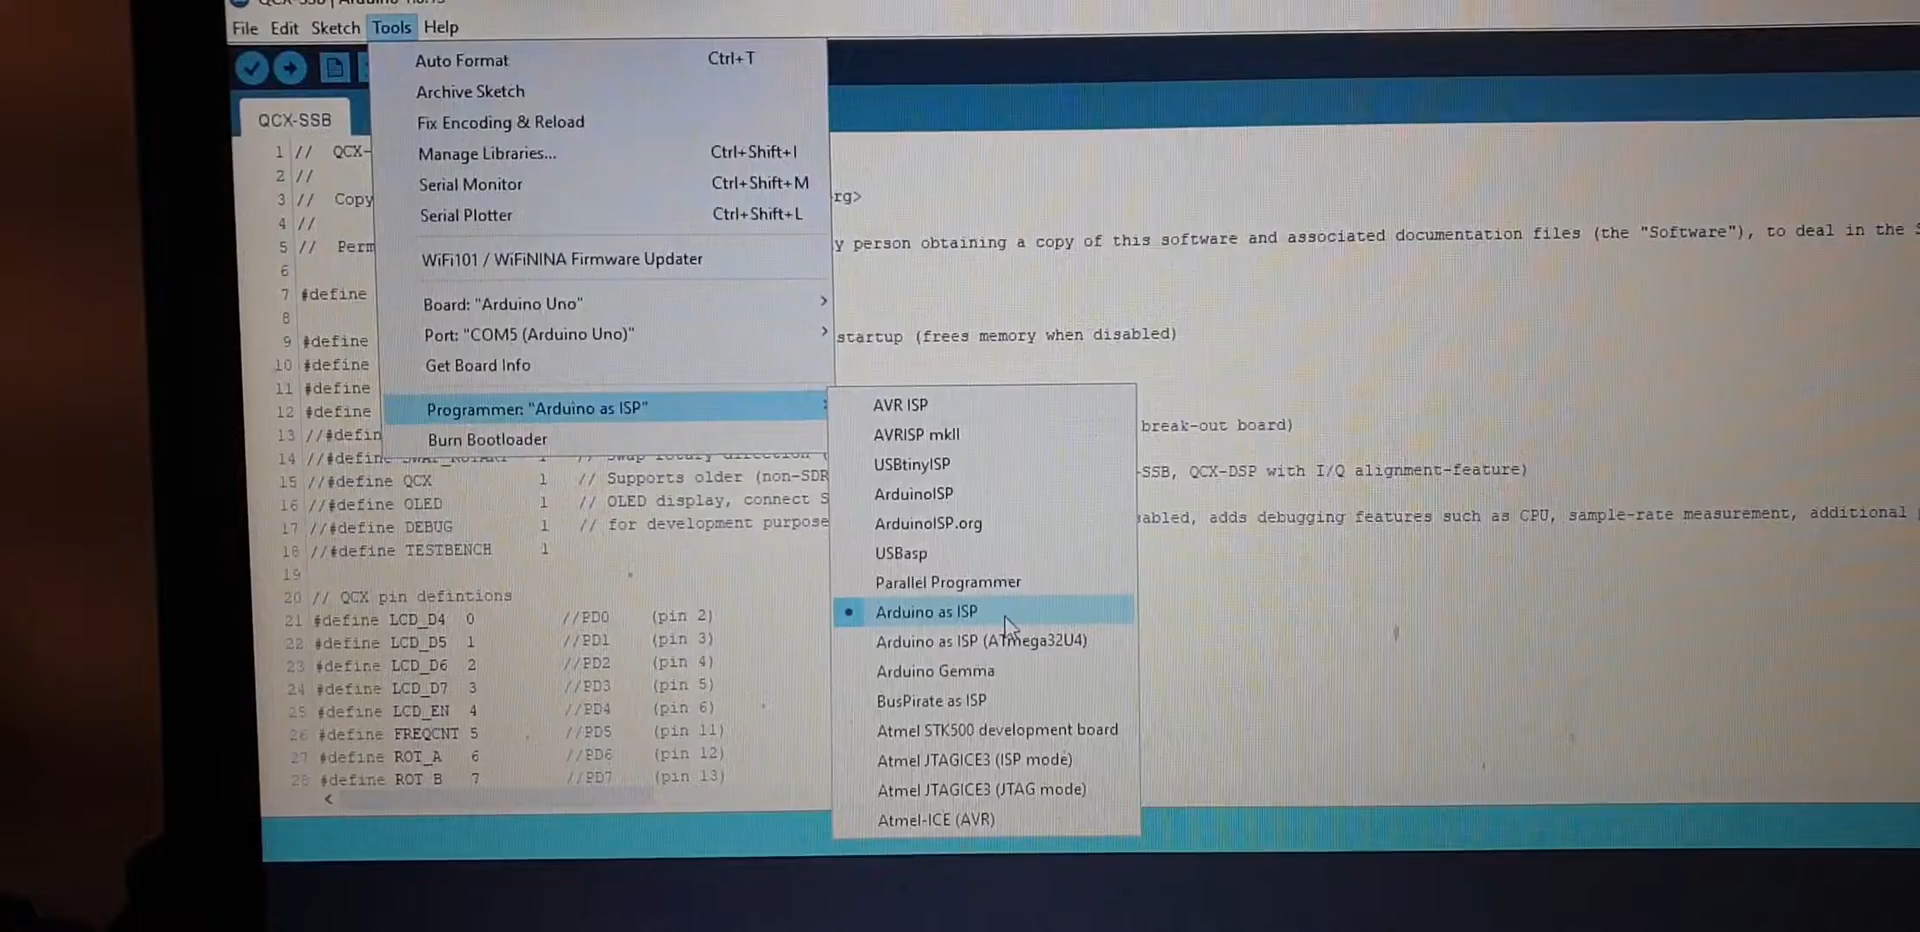 File Edit Sketch Tools Help
Auto Format Ctrl+T
Archive Sketch
Fix Encoding & Reload
Manage Libraries... Ctrl+Shift+I
Serial Monitor Ctrl+Shift+M
Serial Plotter Ctrl+Shift+L
WiFi101 / WiFiNINA Firmware Updater
Board: "Arduino Uno"
Port: "COM5 (Arduino Uno)"
Get Board Info
Programmer: "Arduino as ISP"
Burn Bootloader
AVR ISP
AVRISP mkII
USBtinyISP
ArduinoISP
ArduinoISP.org
USBasp
Parallel Programmer
Arduino as ISP
Arduino as ISP (ATmega32U4)
Arduino Gemma
BusPirate as ISP
Atmel STK500 development board
Atmel JTAGICE3 (ISP mode)
Atmel JTAGICE3 (JTAG mode)
Atmel-ICE (AVR)
QCX-SSB
1 // QCX-
2 //
3 // Copy rg>
4 //
5 // Perm y person obtaining a copy of this software and associated documentation files (the "Software"), to deal in the S
6
7 #define
8
9 #define startup (frees memory when disabled)
10 #define
11 #define
12 #define
13 //#defin break-out board)
14 //#defin
15 //#define QCX 1 // Supports older (non-SDR -SSB, QCX-DSP with I/Q alignment-feature)
16 //#define OLED 1 // OLED display, connect S
17 //#define DEBUG 1 // for development purpose abled, adds debugging features such as CPU, sample-rate measurement, additional
18 //#define TESTBENCH 1
19
20 // QCX pin defintions
21 #define LCD_D4 0 //PD0 (pin 2)
22 #define LCD_D5 1 //PD1 (pin 3)
23 #define LCD_D6 2 //PD2 (pin 4)
24 #define LCD_D7 3 //PD3 (pin 5)
25 #define LCD_EN 4 //PD4 (pin 6)
26 #define FREQCNT 5 //PD5 (pin 11)
27 #define ROT_A 6 //PD6 (pin 12)
28 #define ROT_B 7 //PD7 (pin 13)